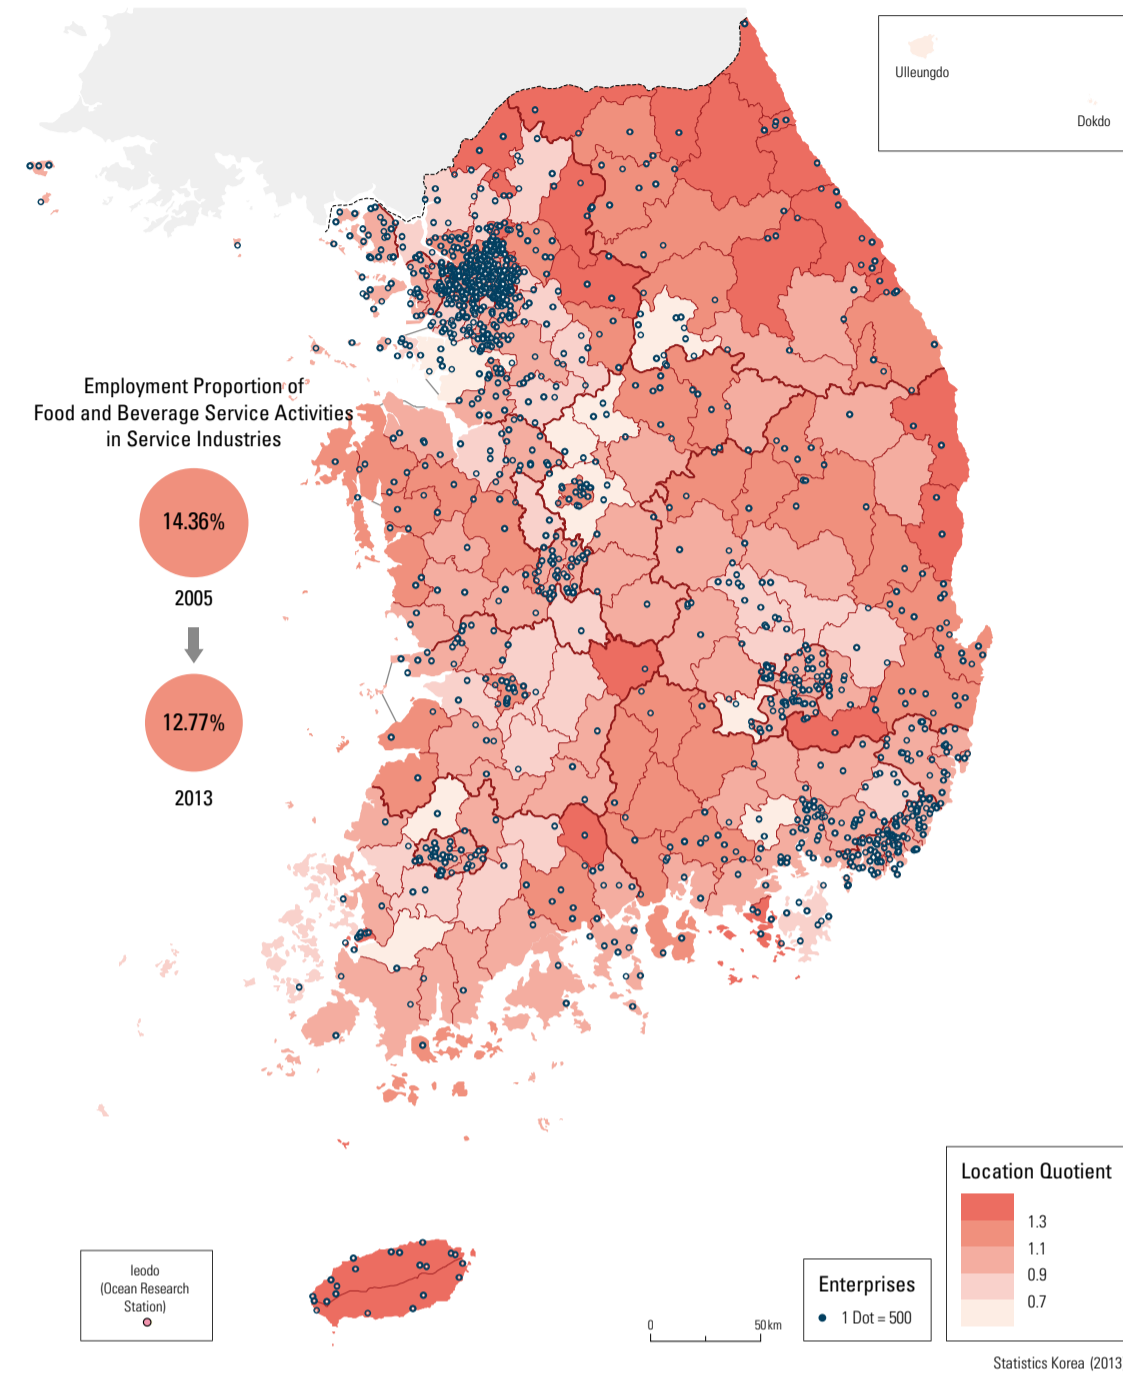 Ulleungdo
Dokdo
Employment Proportion of
Food and Beverage Service Activities
in Service Industries
14.36%
2005
12.77%
2013
Ieodo
(Ocean Research
Station)
0
50km
Enterprises
1 Dot = 500
Location Quotient
1.3
1.1
0.9
0.7
Statistics Korea (2013